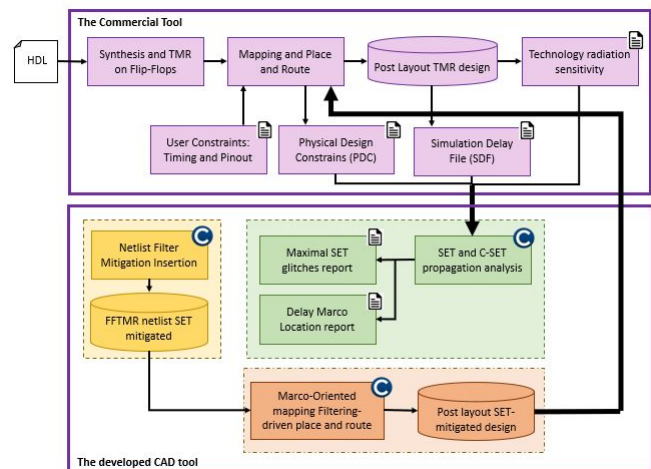 The Commercial Tool
HDL
Synthesis and TMR
on Flip-Flops
Mapping and Place
and Route
Post Layout TMR design
Technology radiation
sensitivity
User Constraints:
Timing and Pinout
Physical Design
Constrains (PDC)
Simulation Delay
File (SDF)
Netlist Filter
Mitigation Insertion
FFTMR netlist SET
mitigated
Maximal SET
glitches report
SET and C-SET
propagation analysis
Delay Marco
Location report
Marco-Oriented
mapping Filtering-
driven place and route
Post layout SET-
mitigated design
The developed CAD tool
C
C
C